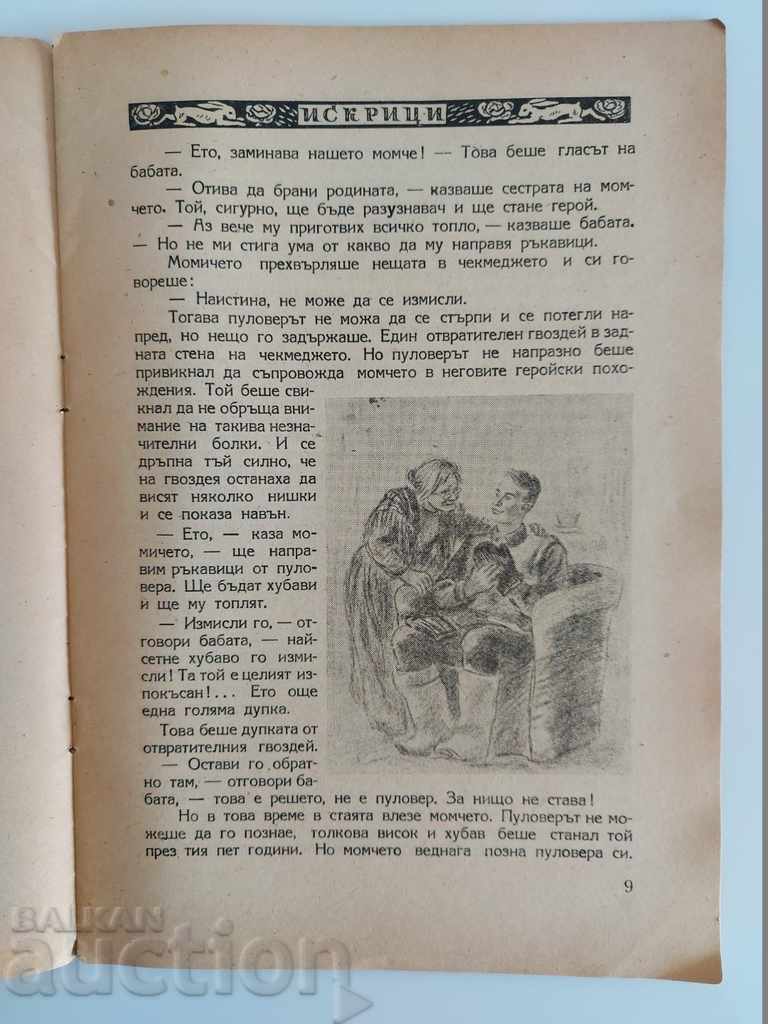 ИСКРИЦИ
— Ето, заминава нашето момче! — Това беше гласът на
бабата.
— Отива да брани родината, — казваше сестрата на мом-
чето. Той, сигурно, ще бъде разузнавач и ще стане герой.
— Аз вече му приготвих всичко топло, — казваше бабата.
— Но не ми стига ума от какво да му направя ръкавици.
Момичето прехвърляше нещата в чекмеджето и си го-
вореше:
— Наистина, не може да се измисли.
Тогава пуловерът не можа да се стърпи и се потегли на-
пред, но нещо го задържаше. Един отвратителен гвоздей в зад-
ната стена на чекмеджето. Но пуловерът не напразно беше
привикнал да съпровожда момчето в неговите геройски похо-
ждения. Той беше сви-
кнал да не обръща вни-
мание на такива незна-
чителни болки. И се
дръпна тъй силно, че
на гвоздея останаха да
висят няколко нишки
и се показа навън.
— Ето, — каза мо-
мичето, — ще напра-
вим ръкавици от пуло-
вера. Ще бъдат хубави
и ще му топлят.
— Измисли го, — от-
говори бабата, — най-
сетне хубаво го изми-
сли! Та той е целият из-
покъсан!... Ето още
една голяма дупка.
Това беше дупката от
отвратителния гвоздей.
— Остави го обрат-
но там, — отговори ба-
бата, — това е решето, не е пуловер. За нищо не става!
Но в това време в стаята влезе момчето. Пуловерът не мо-
жеше да го познае, толкова висок и хубав беше станал той
през тия пет години. Но момчето веднага позна пуловера си.
9
BALKAN
auction